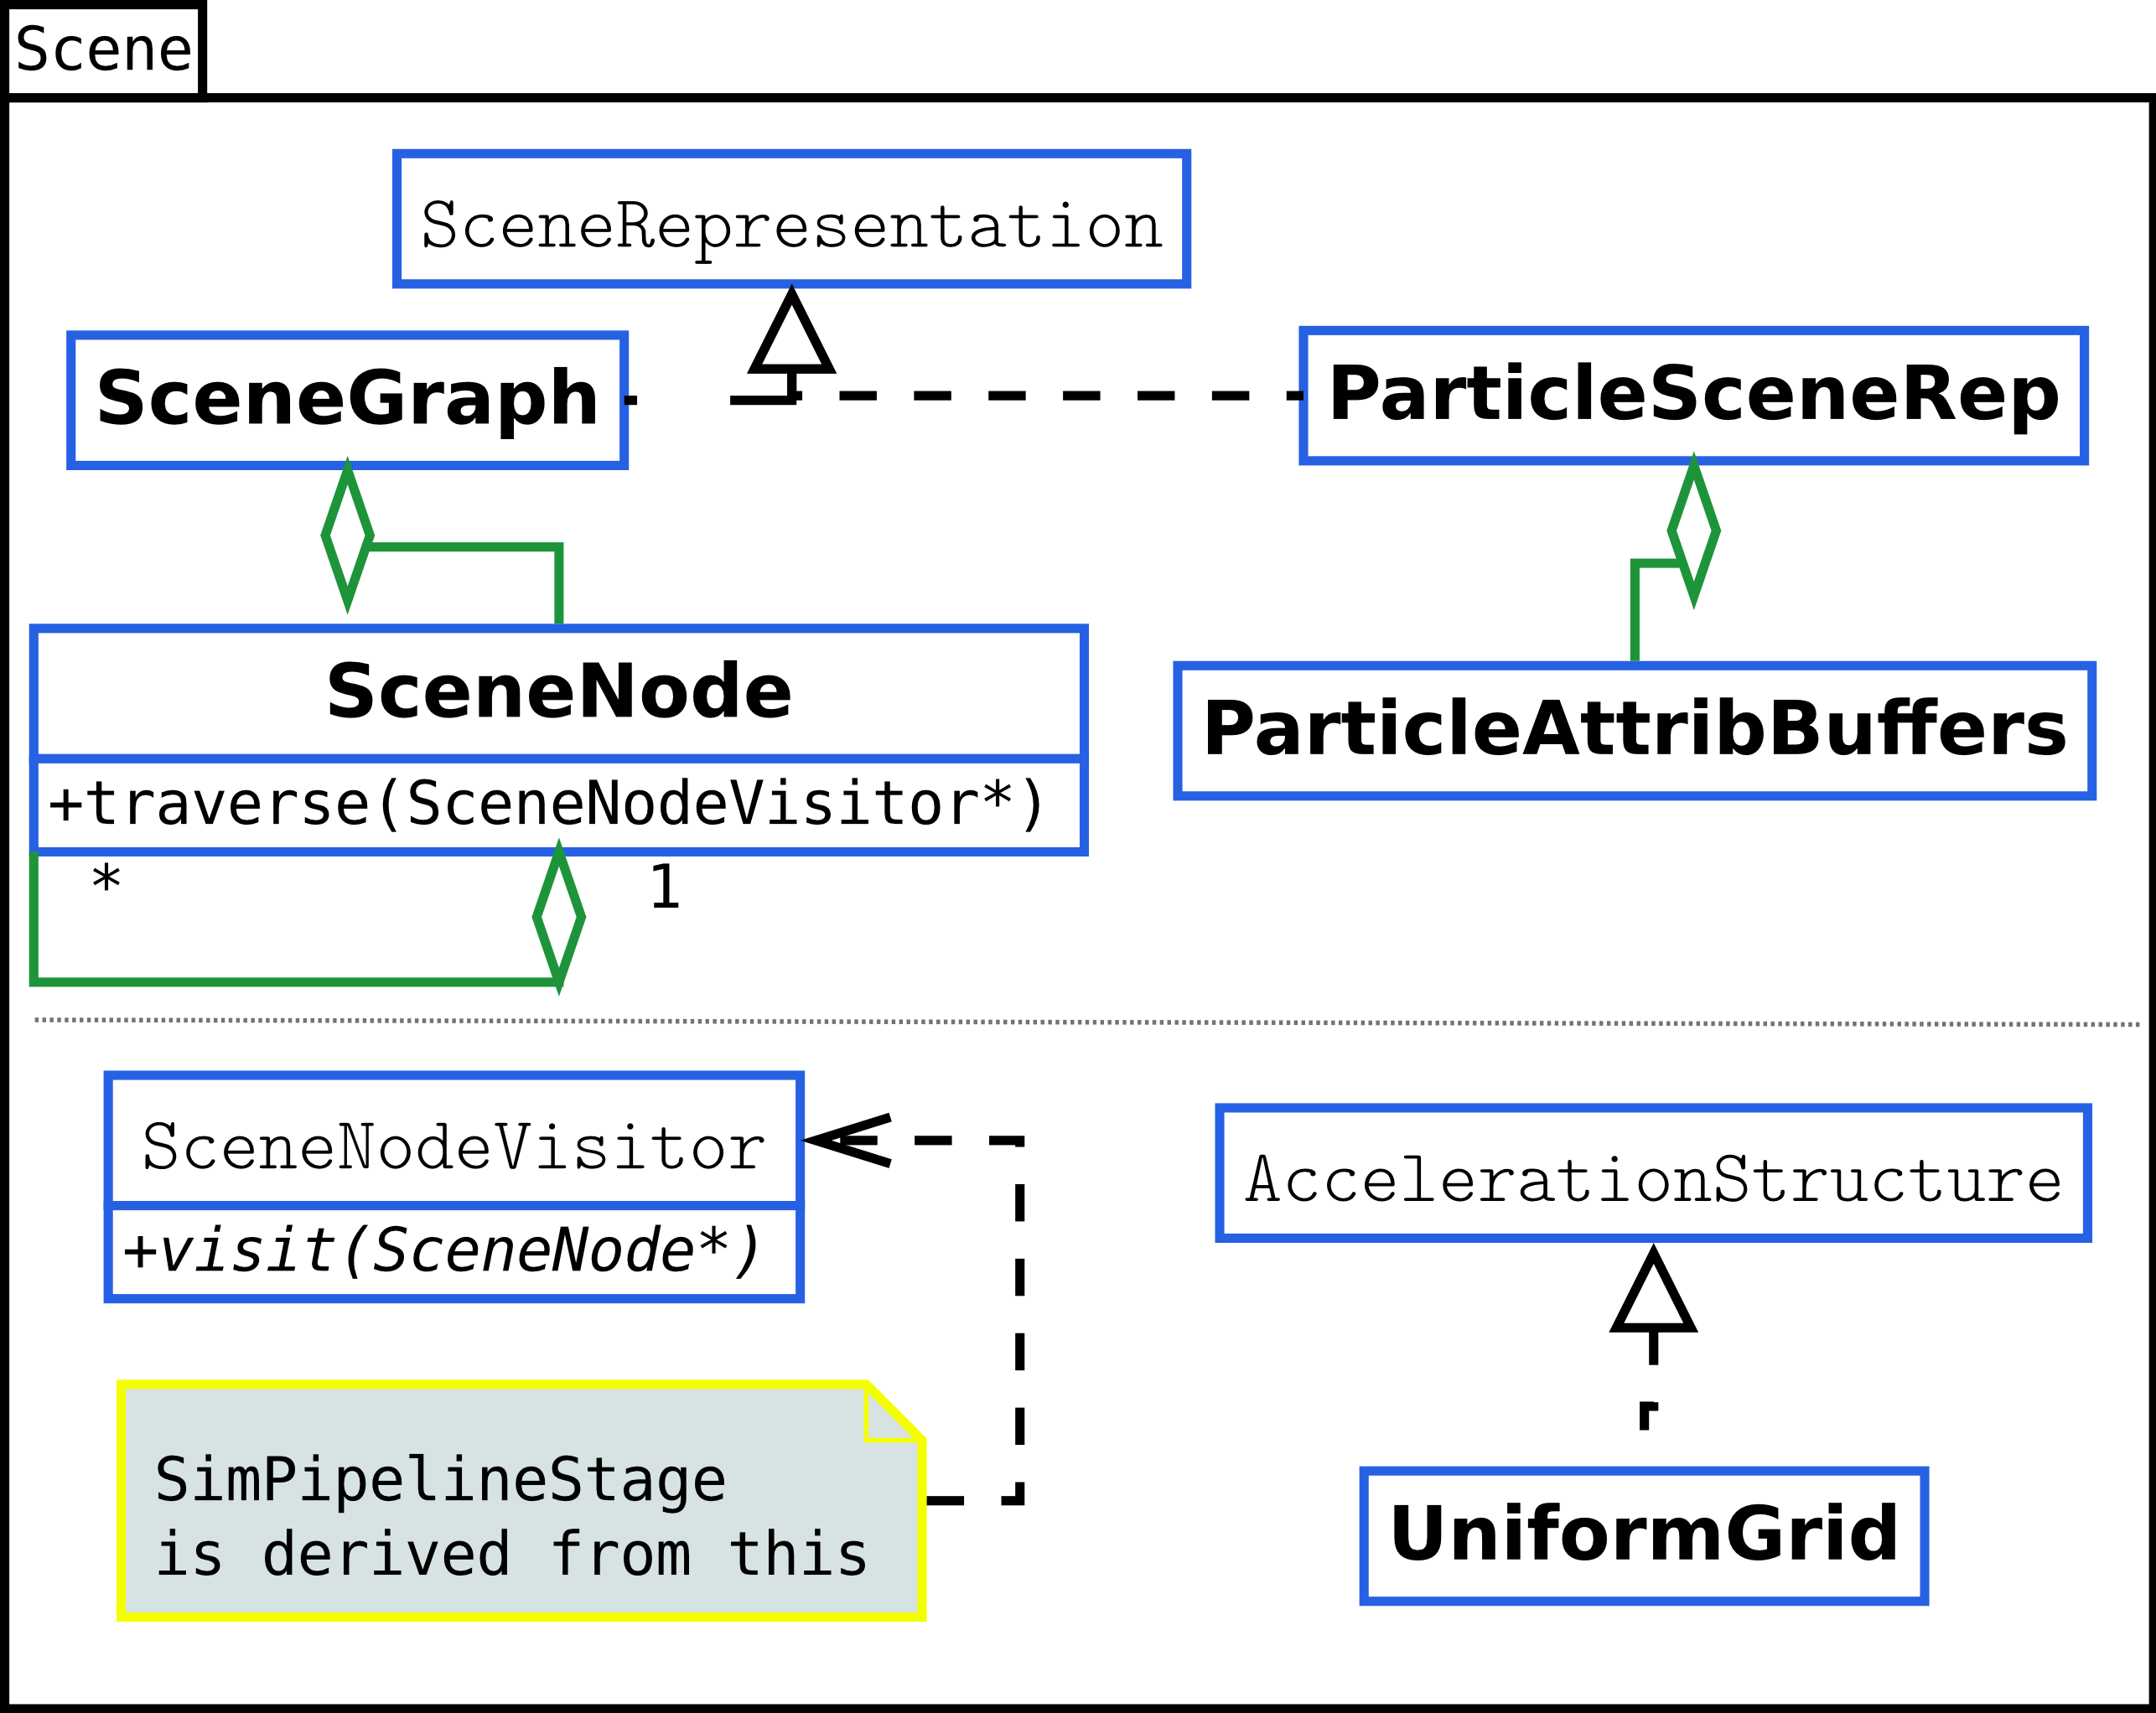 Scene
SceneRepresentation
SceneGraph
ParticleSceneRep
SceneNode
+traverse(SceneNodeVisitor*)
*
1
ParticleAttribBuffers
SceneNodeVisitor
+visit(SceneNode*)
AccelerationStructure
SimPipelineStage
is derived from this
UniformGrid